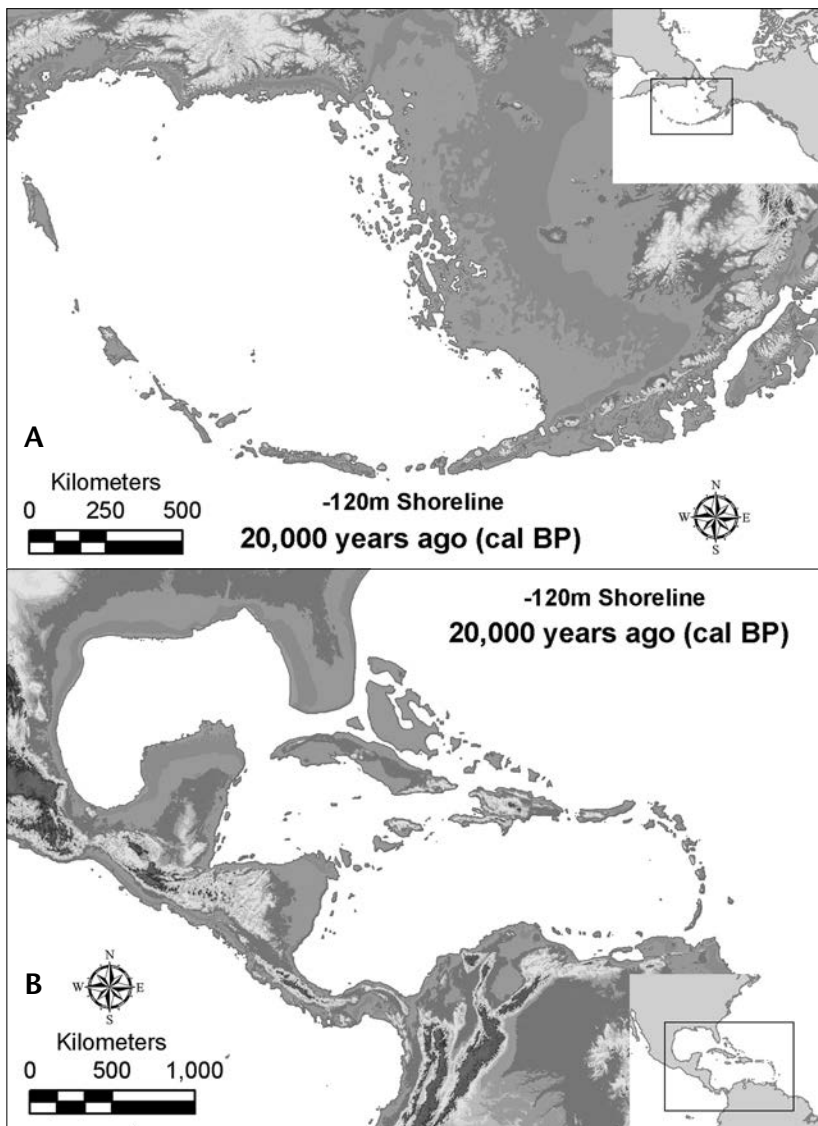 A
Kilometers
0 250 500
-120m Shoreline
20,000 years ago (cal BP)
N
W E
S
-120m Shoreline
20,000 years ago (cal BP)
B
N
W E
S
Kilometers
0 500 1,000